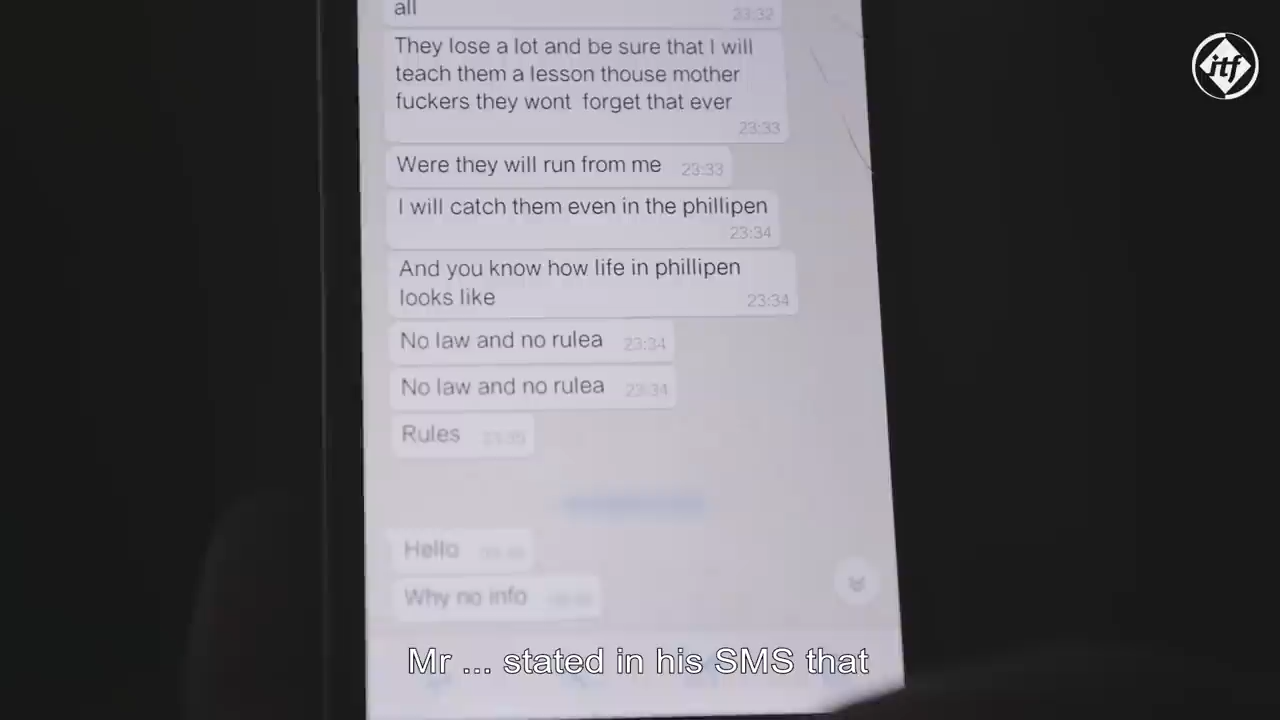 all
23:32
They lose a lot and be sure that I will
teach them a lesson thouse mother
fuckers they wont forget that ever
23:33
Were they will run from me 23:33
I will catch them even in the phillipen
23:34
And you know how life in phillipen
looks like 23:34
No law and no rulea 23:34
No law and no rulea 23:34
Rules
Hello
Why no info
Mr ... stated in his SMS that
itf